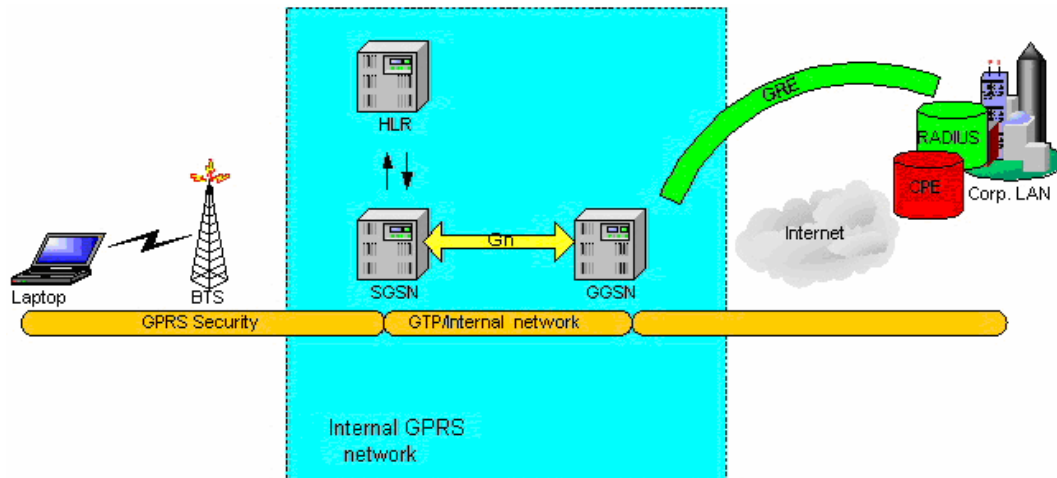 HLR
GRE
RADIUS
CPE
Corp. LAN
Internet
Gn
Laptop
BTS
SGSN
GGSN
GPRS Security
GTP/Internal network
Internal GPRS
network